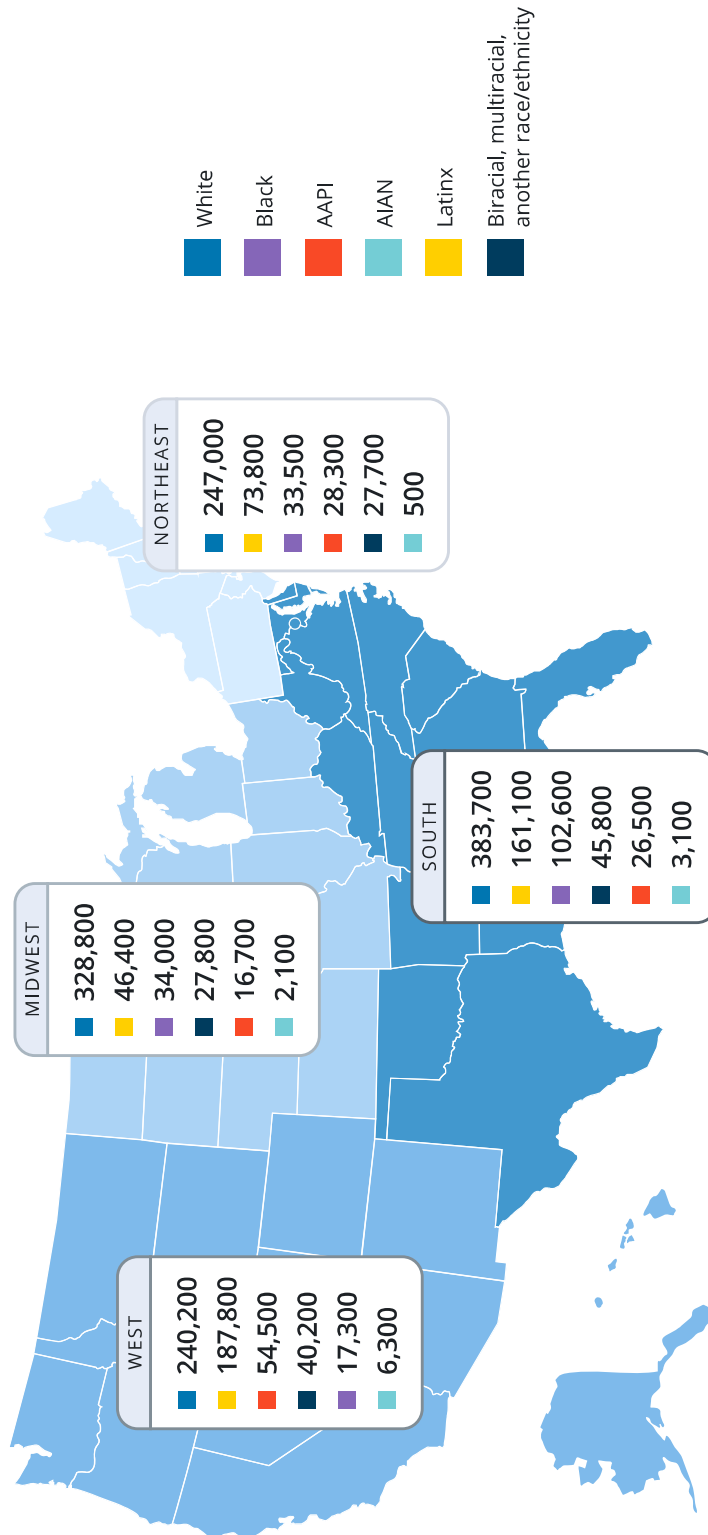 MIDWEST
328,800
46,400
34,000
27,800
16,700
2,100
WEST
240,200
187,800
54,500
40,200
17,300
6,300
NORTHEAST
247,000
73,800
33,500
28,300
27,700
500
SOUTH
383,700
161,100
102,600
45,800
26,500
3,100
White
Black
AAPI
AIAN
Latinx
Biracial, multiracial,
another race/ethnicity